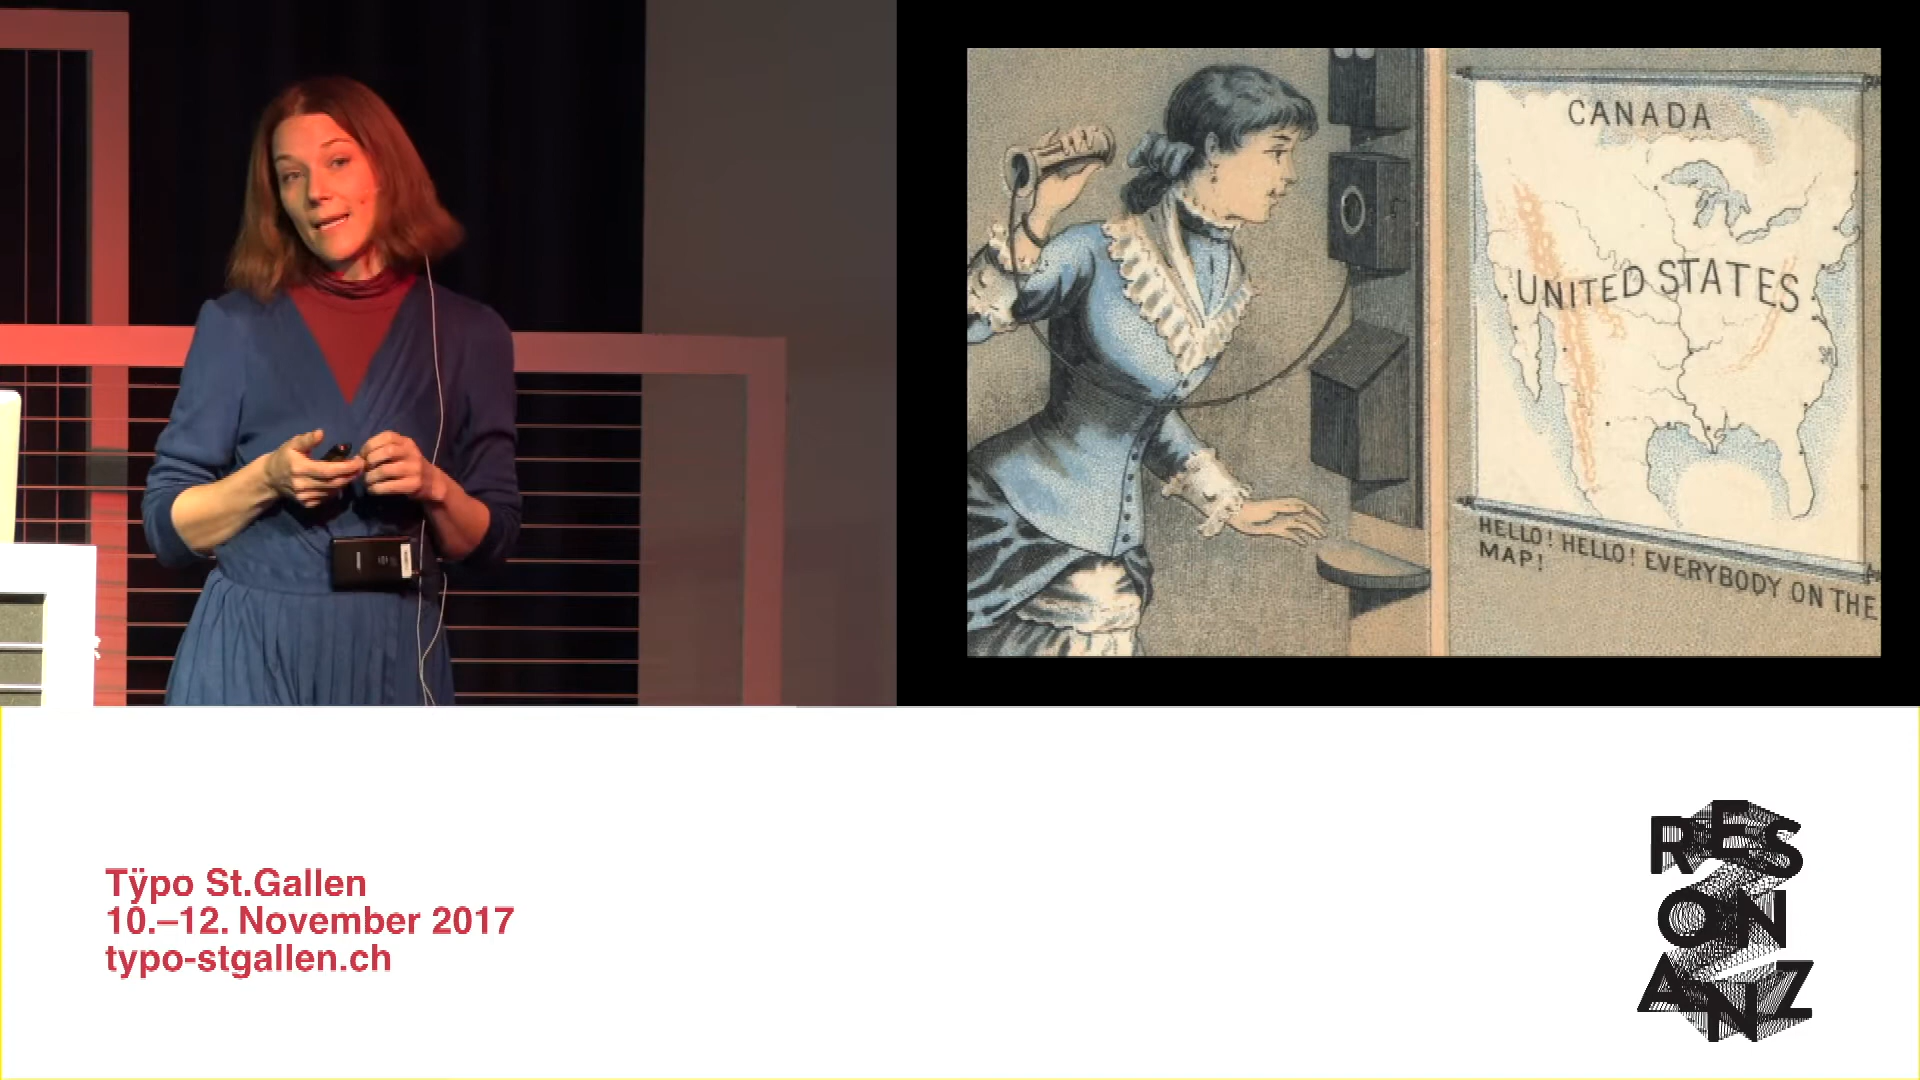 CANADA
UNITED STATES
HELLO! HELLO! EVERYBODY ON THE
MAP!
Tÿpo St.Gallen
10.–12. November 2017
typo-stgallen.ch
RES
ON
ANZ